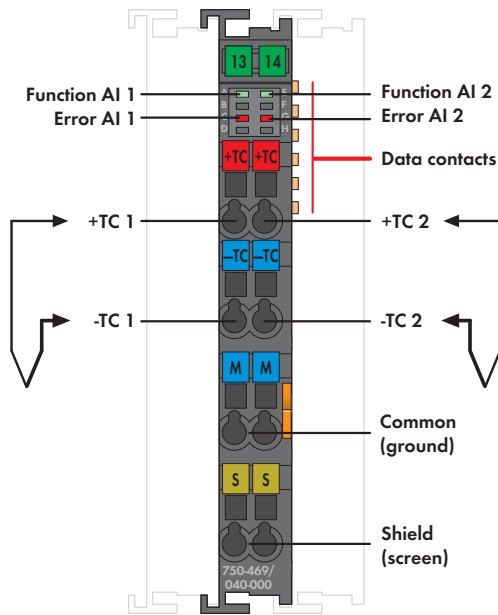 13 14
Function AI 1
Function AI 2
A E
B F
Error AI 1
Error AI 2
C G
D H
+TC +TC
Data contacts
+TC 1
+TC 2
—TC —TC
-TC 1
-TC 2
M M
Common
(ground)
S S
Shield
(screen)
750-469/
040-000